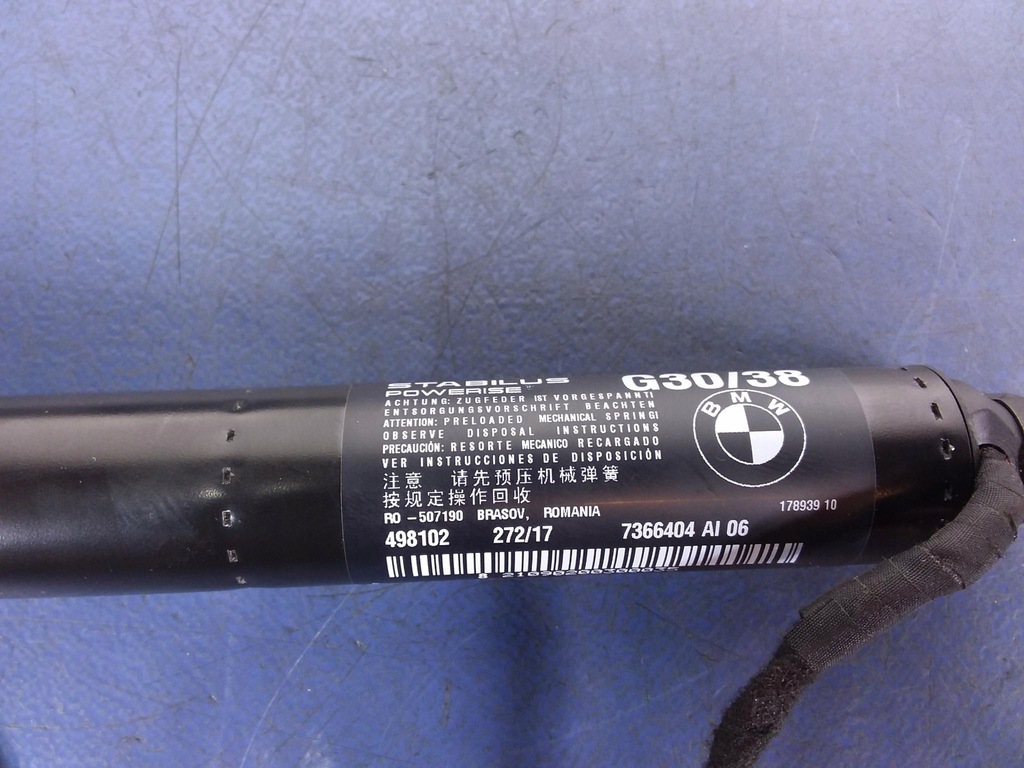 STABILUS
POWERISE
G30/38
ACHTUNG: ZUGFEDER IST VORGESPANNT!
ENTSORGUNGSVORSCHRIFT BEACHTEN
ATTENTION: PRELOADED MECHANICAL SPRING!
OBSERVE DISPOSAL INSTRUCTIONS
PRECAUCIÓN: RESORTE MECANICO RECARGADO
VER INSTRUCCIONES DE DISPOSICIÓN
BMW
注意 请先预压机械弹簧
按规定操作回收
RO -507190 BRASOV, ROMANIA
178939 10
498102 272/17 7366404 AI 06